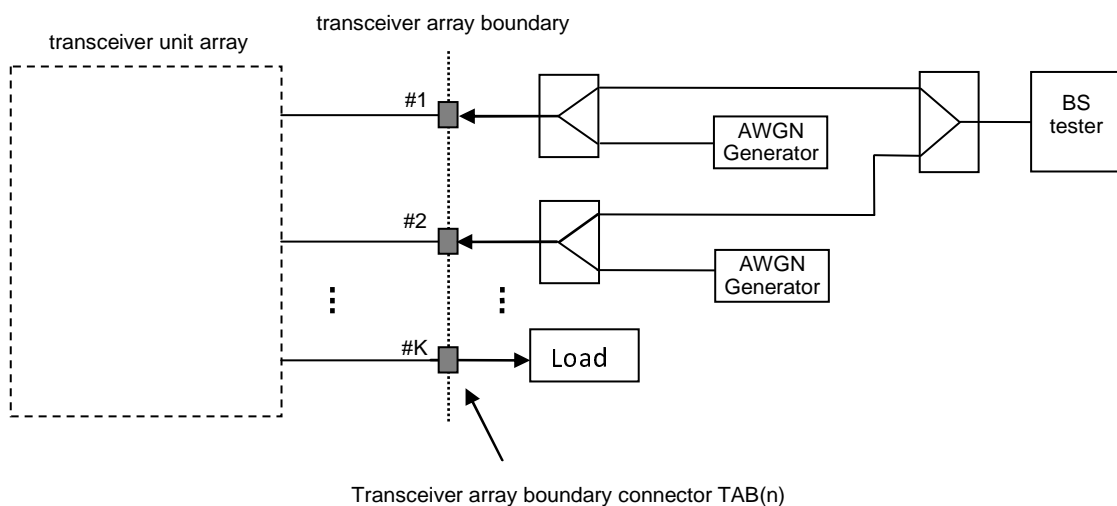 transceiver array boundary
transceiver unit array
#1
BS
tester
AWGN
Generator
#2
AWGN
Generator
#K
Load
Transceiver array boundary connector TAB(n)